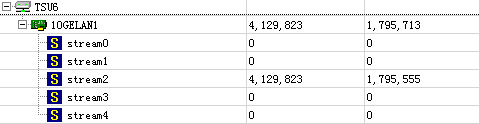 TSU6
10GELAN1 4,129,823 1,795,713
S stream0 0 0
S stream1 0 0
S stream2 4,129,823 1,795,555
S stream3 0 0
S stream4 0 0